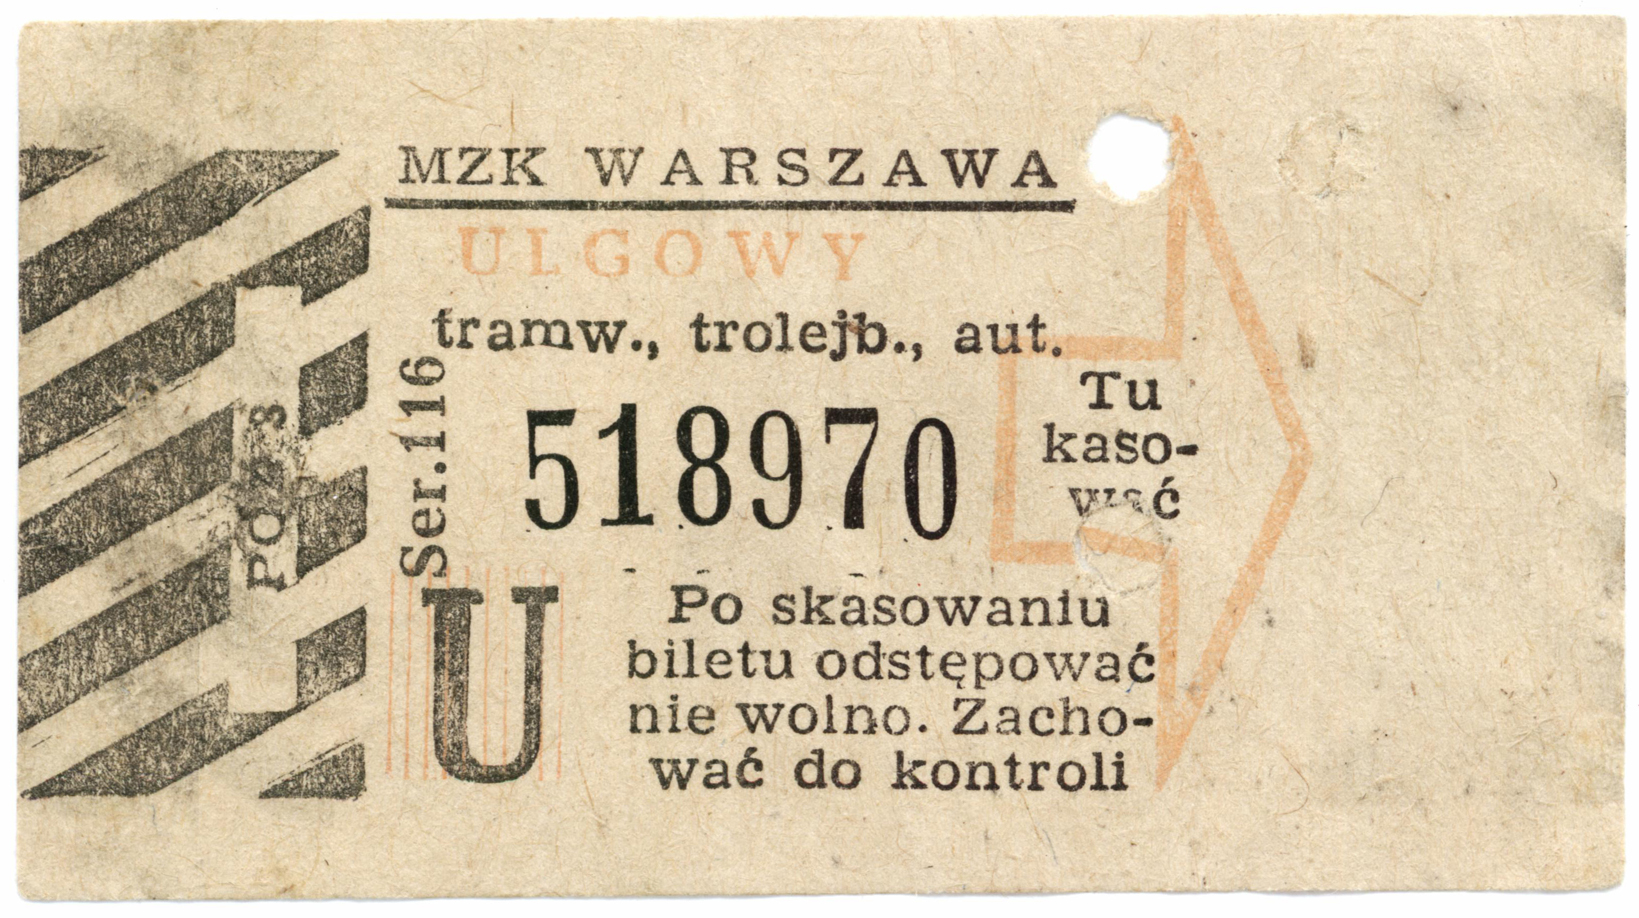 MZK WARSZAWA
ULGOWY
tramw., trolejb., aut.
Ser.116
518970
Tu
kaso-
wać
U
Po skasowaniu
biletu odstępować
nie wolno. Zacho-
wać do kontroli